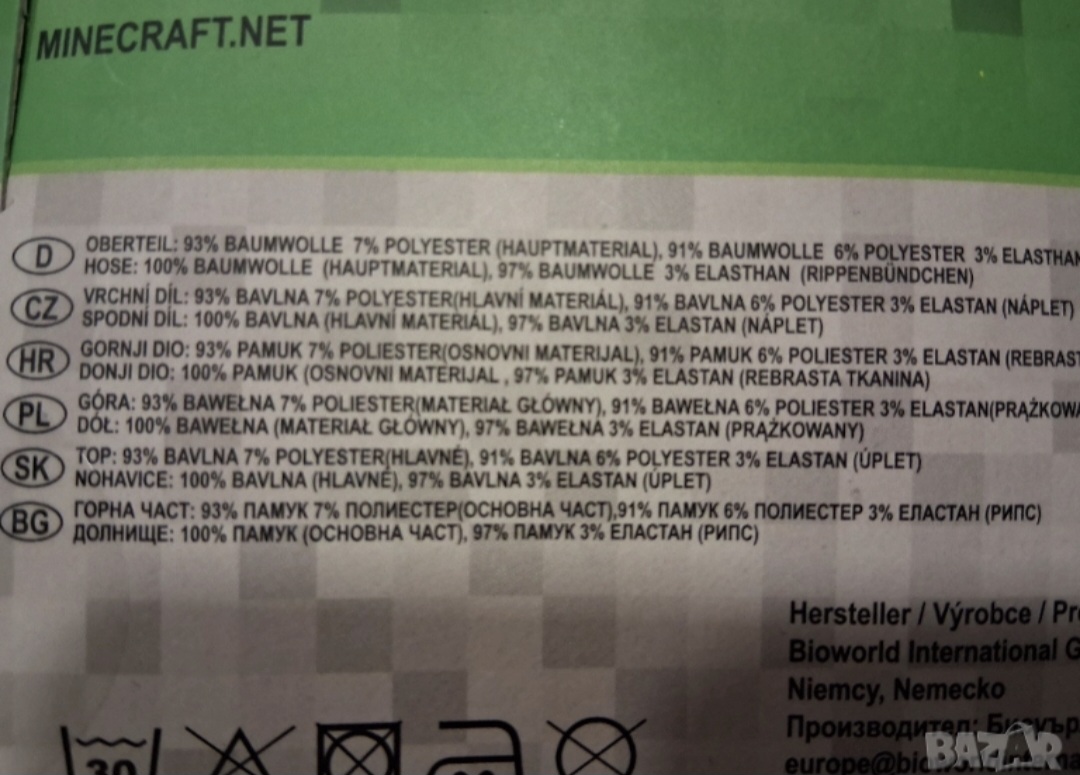 MINECRAFT.NET
D OBERTEIL: 93% BAUMWOLLE 7% POLYESTER (HAUPTMATERIAL), 91% BAUMWOLLE 6% POLYESTER 3% ELASTHAN
HOSE: 100% BAUMWOLLE (HAUPTMATERIAL), 97% BAUMWOLLE 3% ELASTHAN (RIPPENBÜNDCHEN)
CZ VRCHNÍ DÍL: 93% BAVLNA 7% POLYESTER(HLAVNÍ MATERIÁL), 91% BAVLNA 6% POLYESTER 3% ELASTAN (NÁPLET)
SPODNÍ DÍL: 100% BAVLNA (HLAVNÍ MATERIÁL), 97% BAVLNA 3% ELASTAN (NÁPLET)
HR GORNJI DIO: 93% PAMUK 7% POLIESTER(OSNOVNI MATERIJAL), 91% PAMUK 6% POLIESTER 3% ELASTAN (REBRAST
DONJI DIO: 100% PAMUK (OSNOVNI MATERIJAL , 97% PAMUK 3% ELASTAN (REBRASTA TKANINA)
PL GÓRA: 93% BAWEŁNA 7% POLIESTER(MATERIAŁ GŁÓWNY), 91% BAWEŁNA 6% POLIESTER 3% ELASTAN(PRĄŻKOWA
DÓŁ: 100% BAWEŁNA (MATERIAŁ GŁÓWNY), 97% BAWEŁNA 3% ELASTAN (PRĄŻKOWANY)
SK TOP: 93% BAVLNA 7% POLYESTER(HLAVNÉ), 91% BAVLNA 6% POLYESTER 3% ELASTAN (ÚPLET)
NOHAVICE: 100% BAVLNA (HLAVNÉ), 97% BAVLNA 3% ELASTAN (ÚPLET)
BG ГОРНА ЧАСТ: 93% ПАМУК 7% ПОЛИЕСТЕР(ОСНОВНА ЧАСТ),91% ПАМУК 6% ПОЛИЕСТЕР 3% ЕЛАСТАН (РИПС)
ДОЛНИЩЕ: 100% ПАМУК (ОСНОВНА ЧАСТ), 97% ПАМУК 3% ЕЛАСТАН (РИПС)
Hersteller / Výrobce / Pr
Bioworld International G
Niemcy, Nemecko
Производител:
30
BAZAR